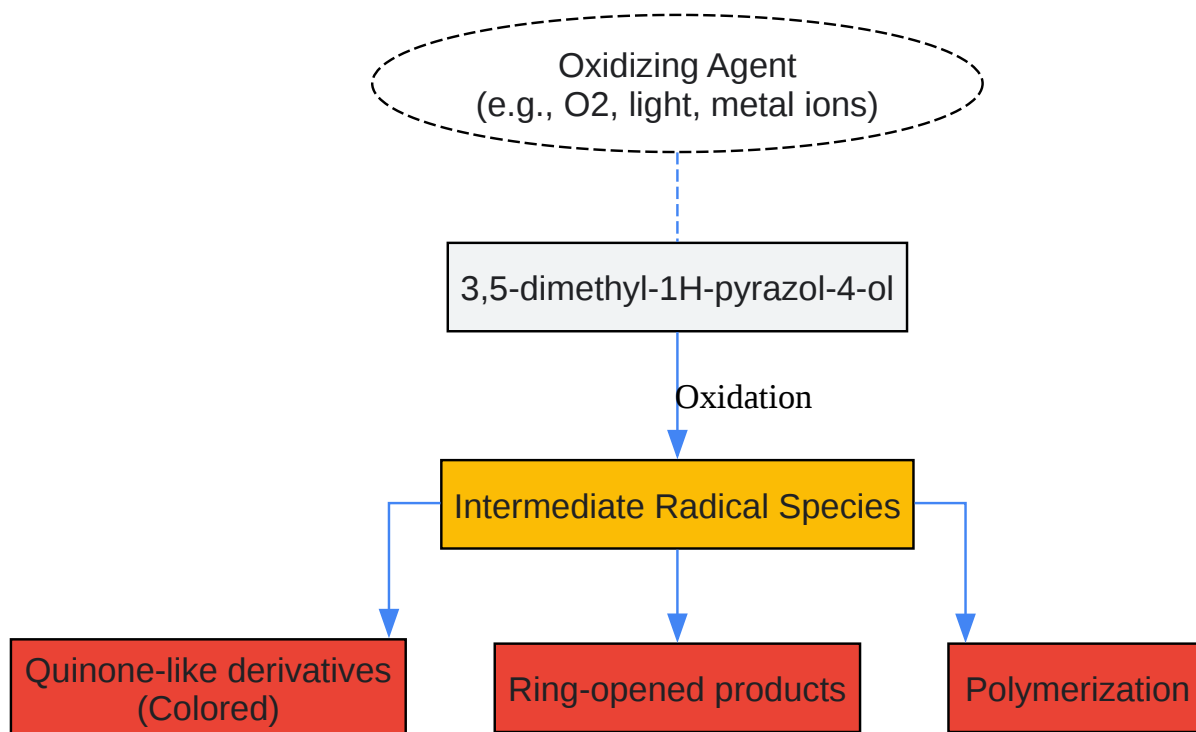 Oxidizing Agent
(e.g., O2, light, metal ions)
3,5-dimethyl-1H-pyrazol-4-ol
Oxidation
Intermediate Radical Species
Quinone-like derivatives
(Colored)
Ring-opened products
Polymerization